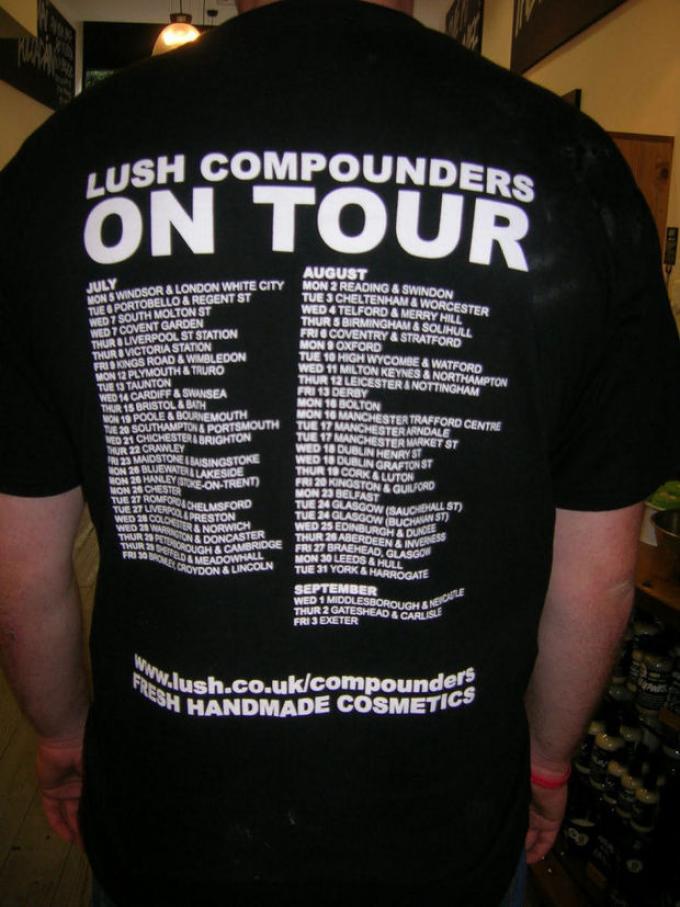 LUSH COMPOUNDERS
ON TOUR
JULY
MON 5 WINDSOR & LONDON WHITE CITY
TUE 6 PORTOBELLO & REGENT ST
WED 7 SOUTH MOLTON ST
WED 7 COVENT GARDEN
THUR 8 LIVERPOOL ST STATION
THUR 8 VICTORIA STATION
FRI 9 KINGS ROAD & WIMBLEDON
MON 12 PLYMOUTH & TRURO
TUE 13 TAUNTON
WED 14 CARDIFF & SWANSEA
THUR 15 BRISTOL & BATH
MON 19 POOLE & BOURNEMOUTH
TUE 20 SOUTHAMPTON & PORTSMOUTH
WED 21 CHICHESTER & BRIGHTON
THUR 22 CRAWLEY
FRI 23 MAIDSTONE & BAISINGSTOKE
MON 26 BLUEWATER & LAKESIDE
MON 26 HANLEY (STOKE-ON-TRENT)
MON 26 CHESTER
TUE 27 ROMFORD & CHELMSFORD
TUE 27 LIVERPOOL & PRESTON
WED 28 COLCHESTER & NORWICH
WED 28 WARRINGTON & DONCASTER
THUR 29 PETERBOROUGH & CAMBRIDGE
THUR 29 SHEFFIELD & MEADOWHALL
FRI 30 BROMLEY, CROYDON & LINCOLN
AUGUST
MON 2 READING & SWINDON
TUE 3 CHELTENHAM & WORCESTER
WED 4 TELFORD & MERRY HILL
THUR 5 BIRMINGHAM & SOLIHULL
FRI 6 COVENTRY & STRATFORD
MON 9 OXFORD
TUE 10 HIGH WYCOMBE & WATFORD
WED 11 MILTON KEYNES & NORTHAMPTON
THUR 12 LEICESTER & NOTTINGHAM
FRI 13 DERBY
MON 16 BOLTON
MON 16 MANCHESTER TRAFFORD CENTRE
TUE 17 MANCHESTER ARNDALE
TUE 17 MANCHESTER MARKET ST
WED 18 DUBLIN HENRY ST
WED 18 DUBLIN GRAFTON ST
THUR 19 CORK & LUTON
FRI 20 KINGSTON & GUILFORD
MON 23 BELFAST
TUE 24 GLASGOW (SAUCHIEHALL ST)
TUE 24 GLASGOW (BUCHANAN ST)
WED 25 EDINBURGH & DUNDEE
THUR 26 ABERDEEN & INVERNESS
FRI 27 BRAEHEAD, GLASGOW
MON 30 LEEDS & HULL
TUE 31 YORK & HARROGATE
SEPTEMBER
WED 1 MIDDLESBOROUGH & NEWCASTLE
THUR 2 GATESHEAD & CARLISLE
FRI 3 EXETER
www.lush.co.uk/compounders
FRESH HANDMADE COSMETICS